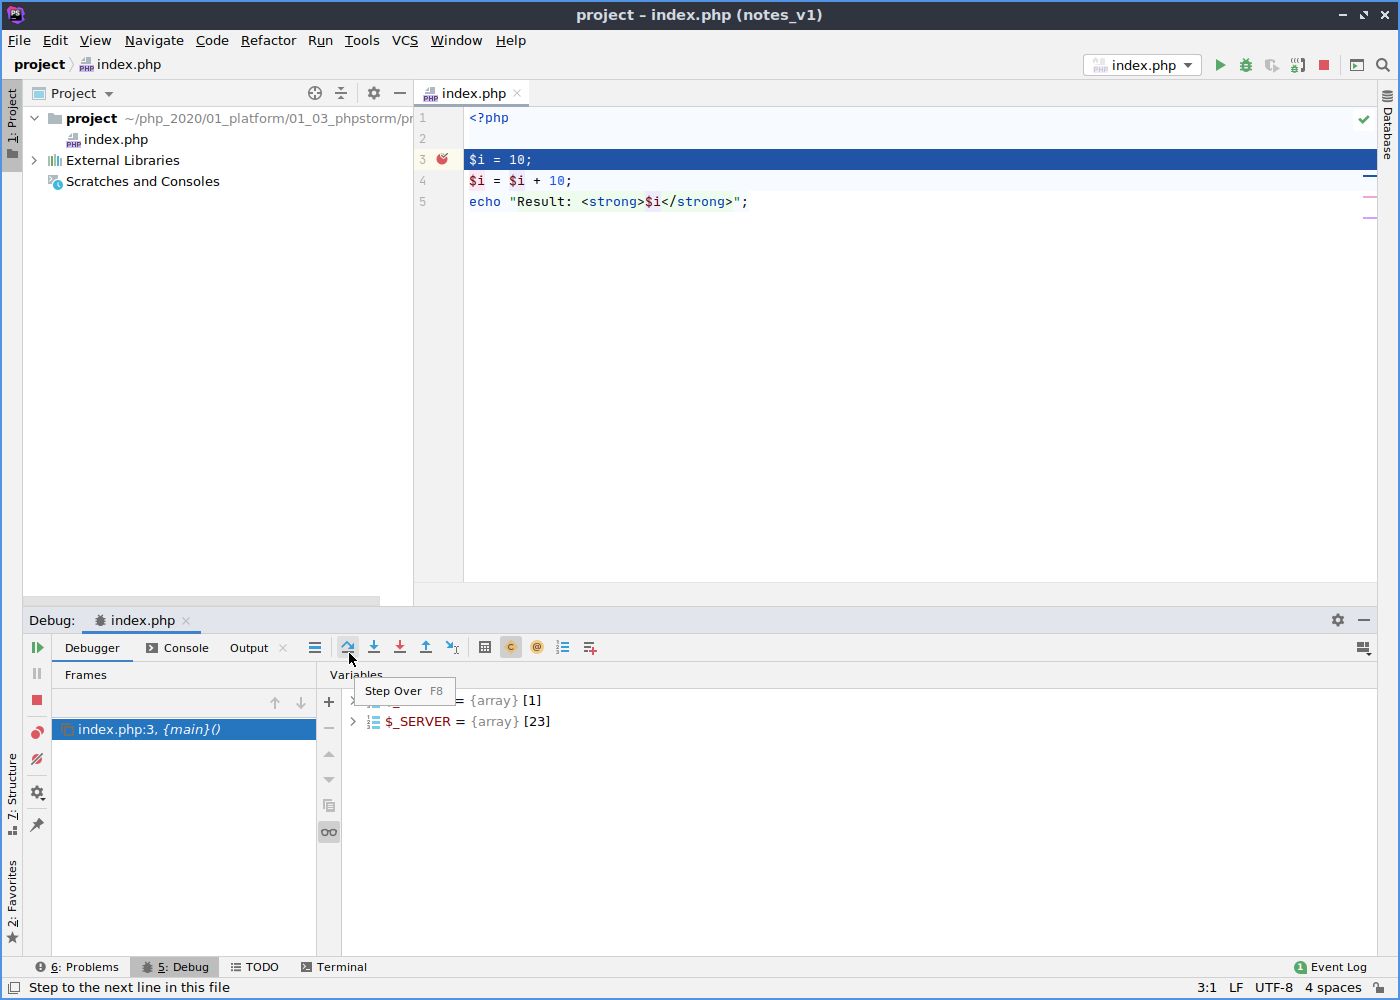 project – index.php (notes_v1)
File Edit View Navigate Code Refactor Run Tools VCS Window Help
project index.php
index.php
1: Project
Project
project ~/php_2020/01_platform/01_03_phpstorm/pr
index.php
External Libraries
Scratches and Consoles
index.php
1 <?php
2
3 $i = 10;
4 $i = $i + 10;
5 echo "Result: <strong>$i</strong>";
Database
Debug: index.php
Debugger Console Output
Frames
Variables
Step Over F8
= {array} [1]
$_SERVER = {array} [23]
index.php:3, {main}()
7: Structure
2: Favorites
6: Problems 5: Debug TODO Terminal
1 Event Log
Step to the next line in this file
3:1 LF UTF-8 4 spaces